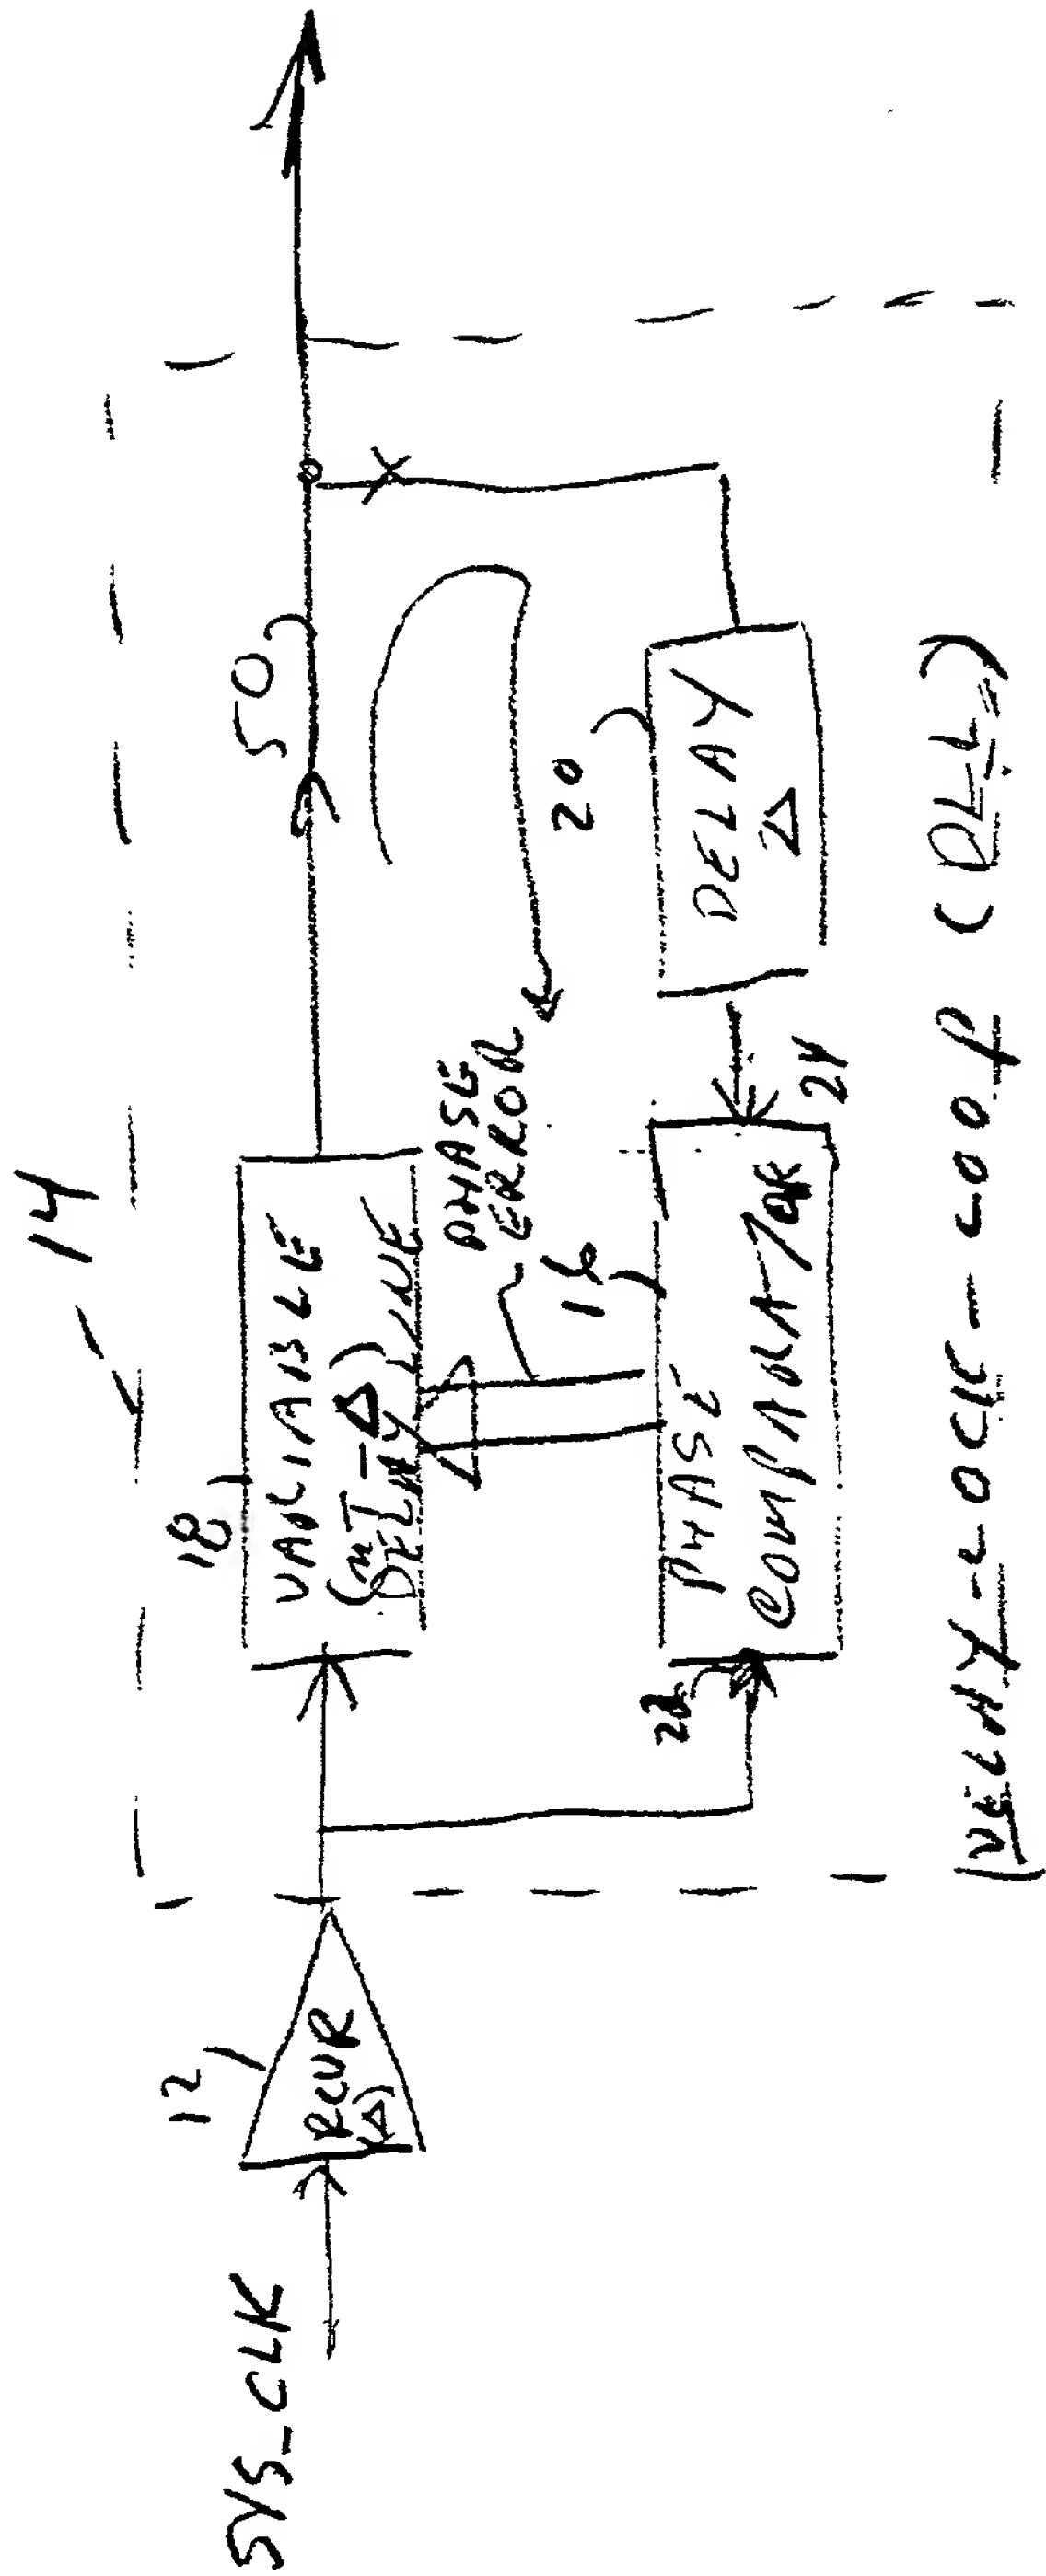 14
SYS_CLK
12
RCVR
(Δ)
18
VARIABLE
(nT-Δ)
DELAY LINE
50
PHASE
ERROR
16
PHASE
COMPARATOR
24
20
DELAY
Δ
DELAY-LOCK-LOOP (DLL)